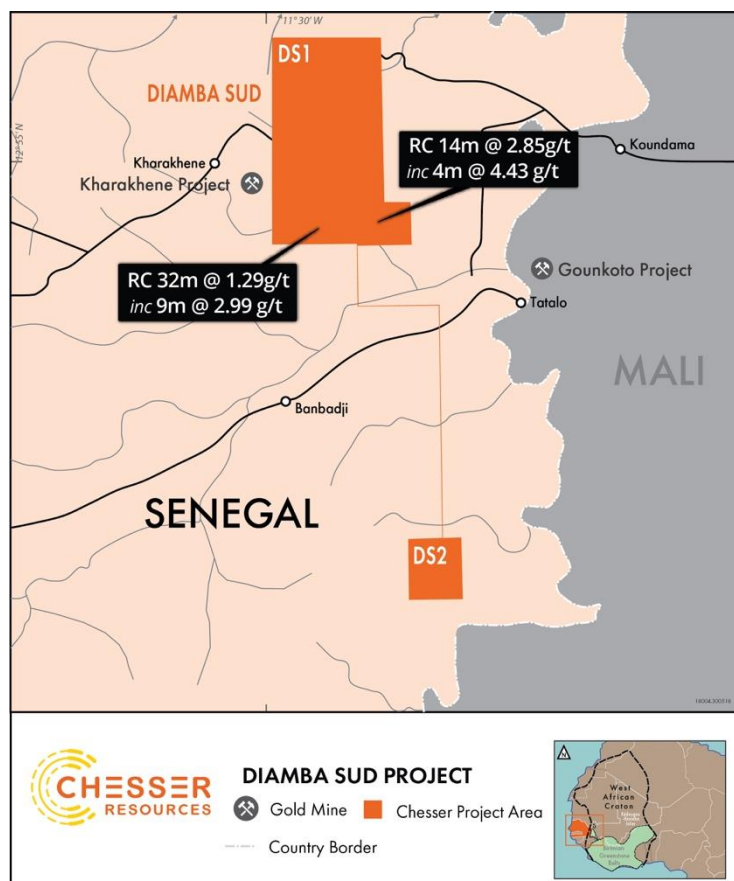 11°30' W
DS1
DIAMBA SUD
12°55' N
RC 14m @ 2.85g/t
inc 4m @ 4.43 g/t
Koundama
Kharakhene
Kharakhene Project
RC 32m @ 1.29g/t
inc 9m @ 2.99 g/t
Gounkoto Project
Tatalo
MALI
Banbadji
SENEGAL
DS2
CHESSER
RESOURCES
DIAMBA SUD PROJECT
Gold Mine
Chesser Project Area
Country Border
N
West
African
Craton
Birimian
Greenstone
Belts